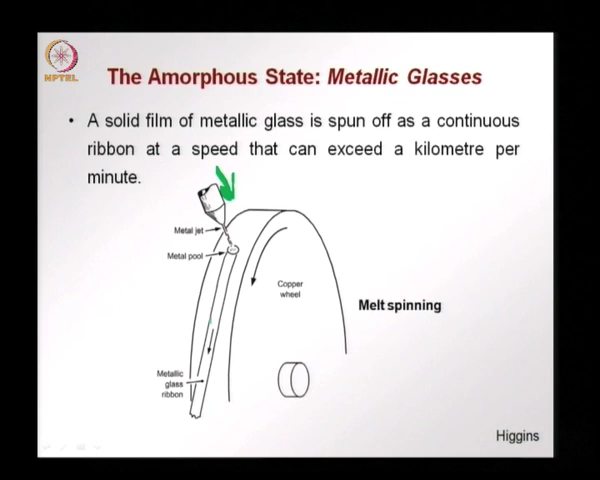 NPTEL
The Amorphous State: Metallic Glasses
• A solid film of metallic glass is spun off as a continuous
ribbon at a speed that can exceed a kilometre per
minute.
Metal jet
Metal pool
Copper
wheel
Melt spinning
Metallic
glass
ribbon
Higgins